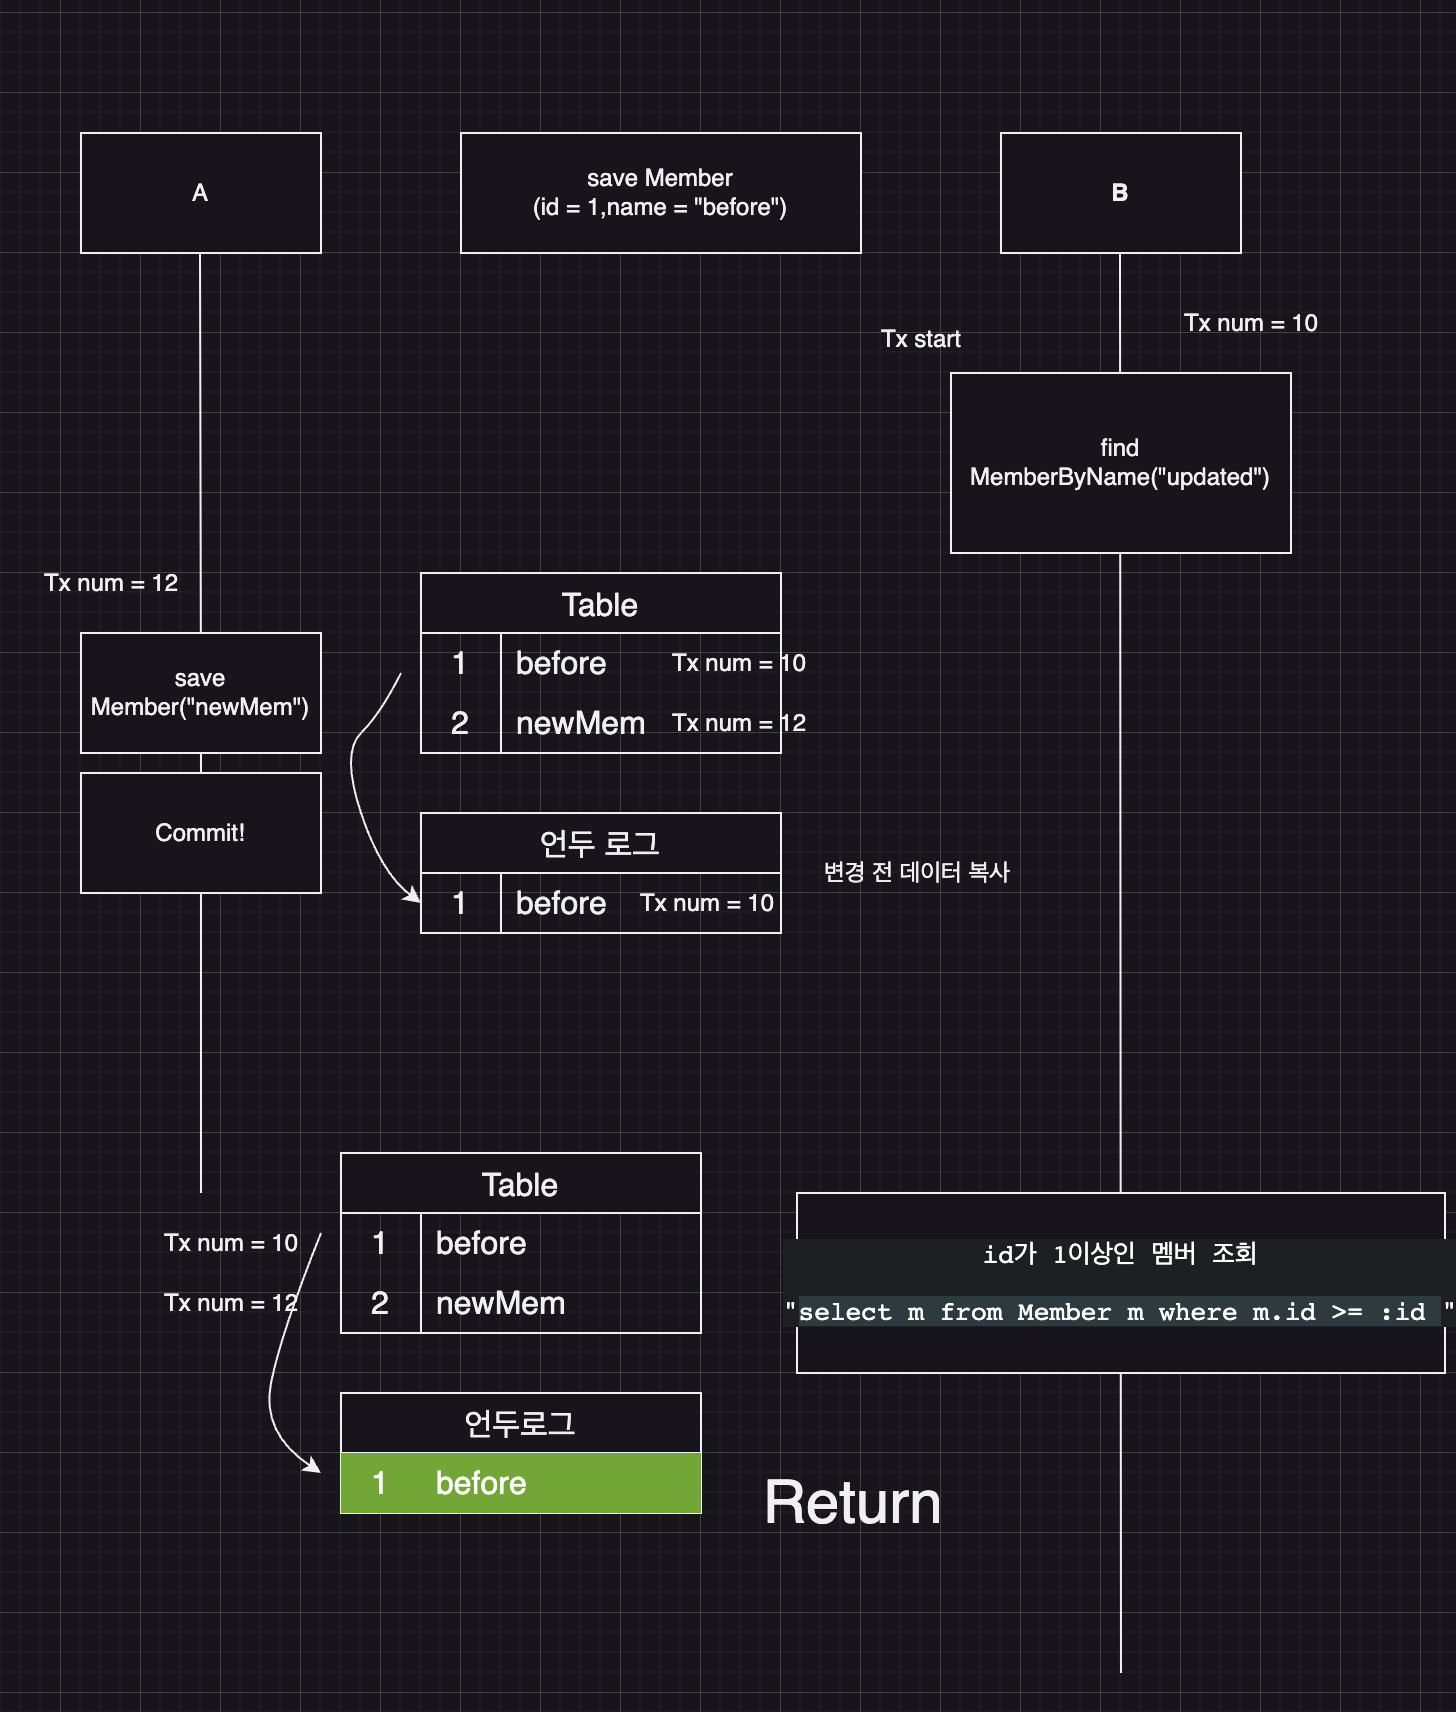 A
save Member
(id = 1,name = "before")
B
Tx start
Tx num = 10
find
MemberByName("updated")
Tx num = 12
save
Member("newMem")
Commit!
Table
1 before Tx num = 10
2 newMem Tx num = 12
언두 로그
1 before Tx num = 10
변경 전 데이터 복사
Table
Tx num = 10 1 before
Tx num = 12 2 newMem
id가 1이상인 멤버 조회
"select m from Member m where m.id >= :id "
언두로그
1 before
Return